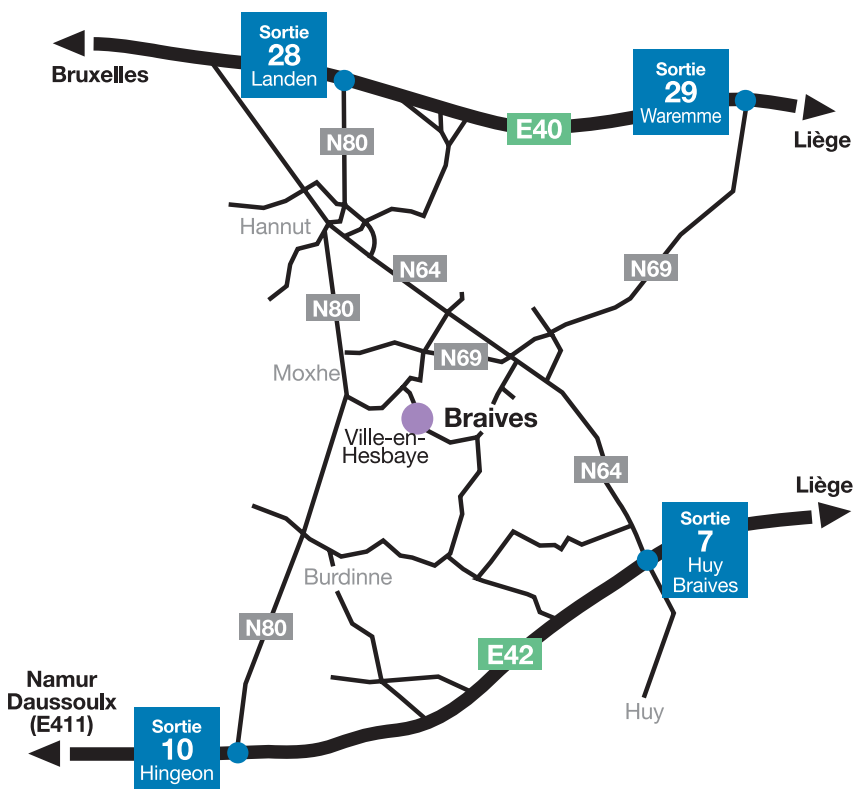 Sortie
28
Landen
Bruxelles
Sortie
29
Waremme
E40
Liège
N80
Hannut
N64
N69
N80
N69
Moxhe
Braives
Ville-en-
Hesbaye
N64
Liège
Sortie
7
Huy
Braives
Burdinne
N80
E42
Namur
Daussoulx
(E411)
Huy
Sortie
10
Hingeon